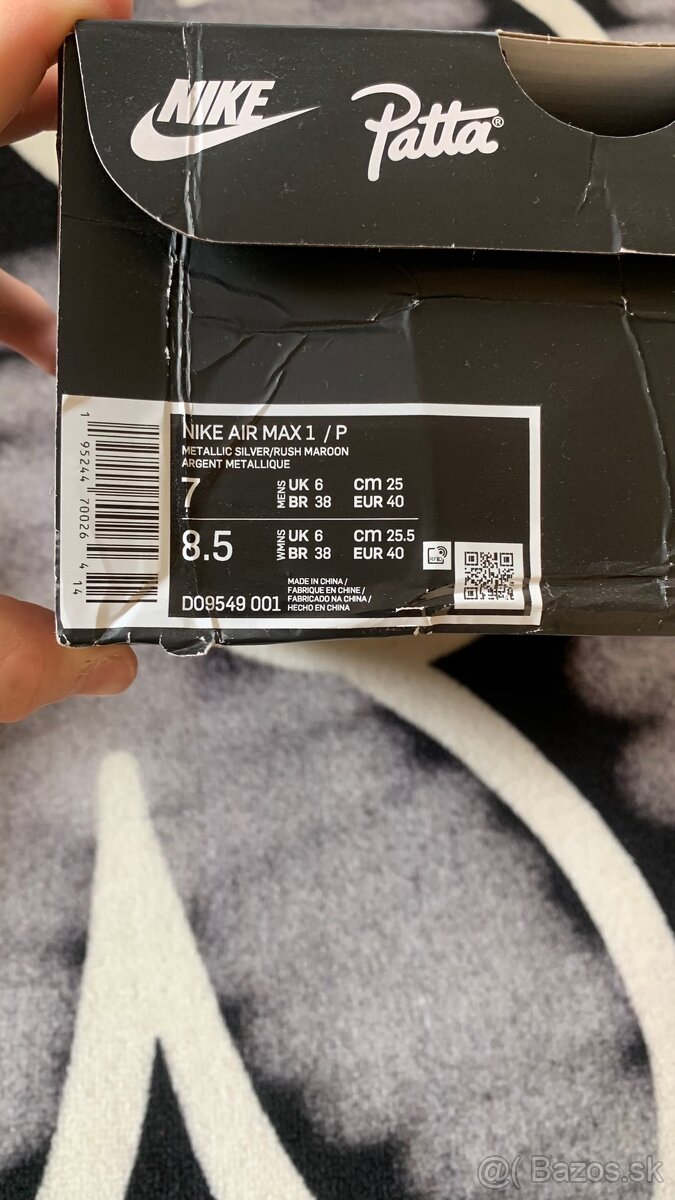 NIKE
Patta®
NIKE AIR MAX 1 / P
METALLIC SILVER/RUSH MAROON
ARGENT METALLIQUE
7 MENS UK 6 cm 25
BR 38 EUR 40
8.5 WMNS UK 6 cm 25.5
BR 38 EUR 40
RFID
MADE IN CHINA /
FABRIQUE EN CHINE /
FABRICADO NA CHINA /
HECHO EN CHINA
DO9549 001
1 95244 70026 4 14
@( Bazos.sk